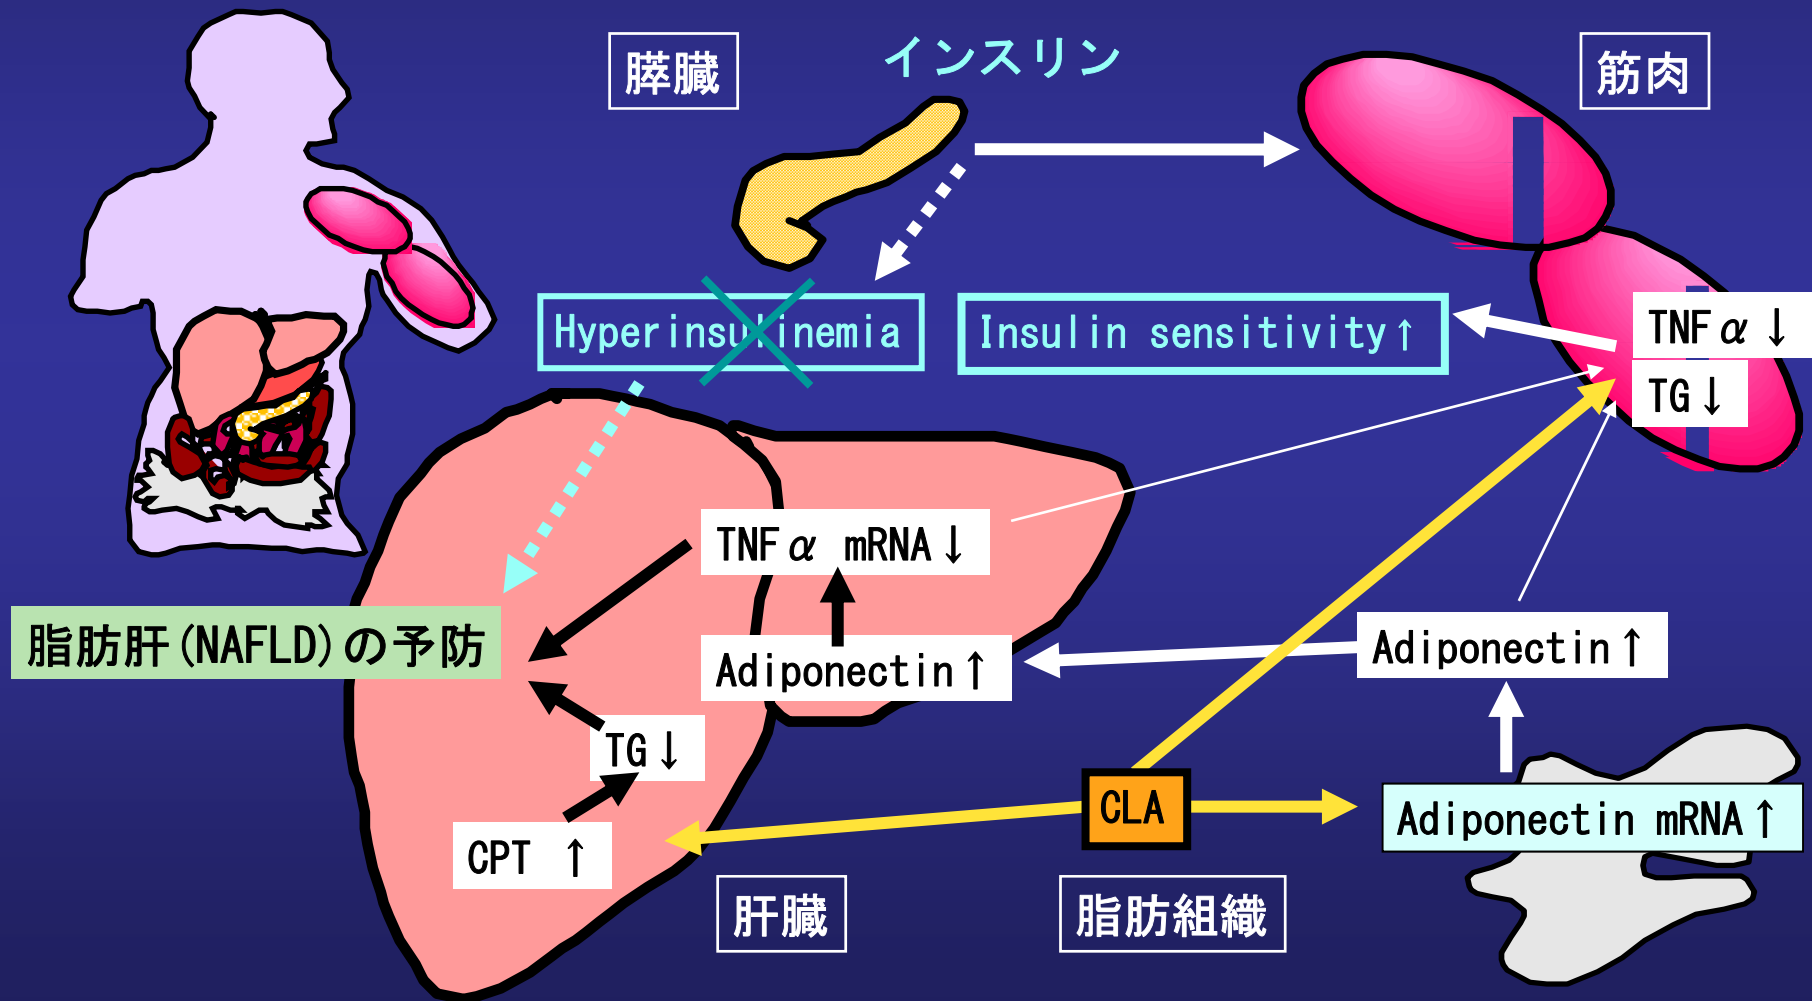 膵臓
インスリン
筋肉
Hyperinsulinemia
Insulin sensitivity↑
TNFα↓
TG↓
TNFα mRNA↓
脂肪肝(NAFLD)の予防
Adiponectin↑
Adiponectin↑
TG↓
CLA
Adiponectin mRNA↑
CPT ↑
肝臓
脂肪組織